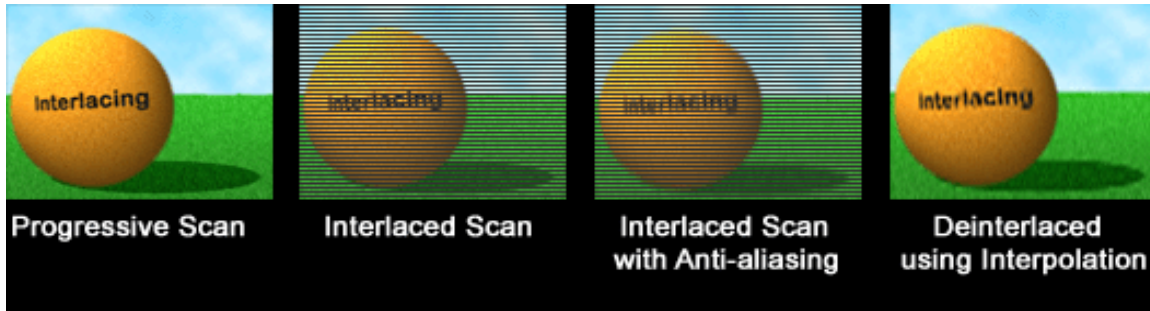 Interlacing
Interlacing
Interlacing
Interlacing
Progressive Scan
Interlaced Scan
Interlaced Scan
with Anti-aliasing
Deinterlaced
using Interpolation